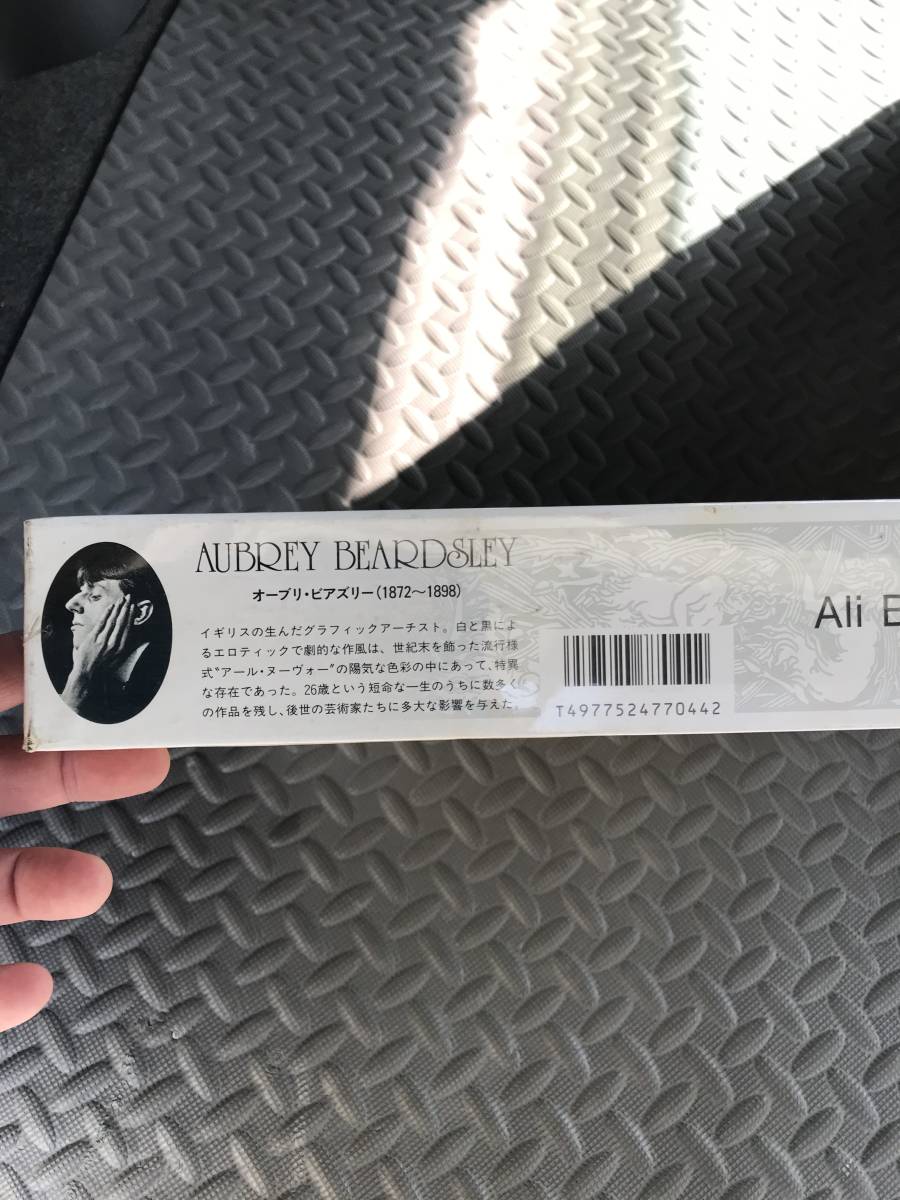 AUBREY BEARDSLEY
オーブリ・ビアズリー(1872〜1898)
イギリスの生んだグラフィックアーチスト。白と黒によ
るエロティックで劇的な作風は、世紀末を飾った流行様
式“アール・ヌーヴォー”の陽気な色彩の中にあって、特異
な存在であった。26歳という短命な一生のうちに数多く
の作品を残し、後世の芸術家たちに多大な影響を与えた。
T4977524770442
Ali